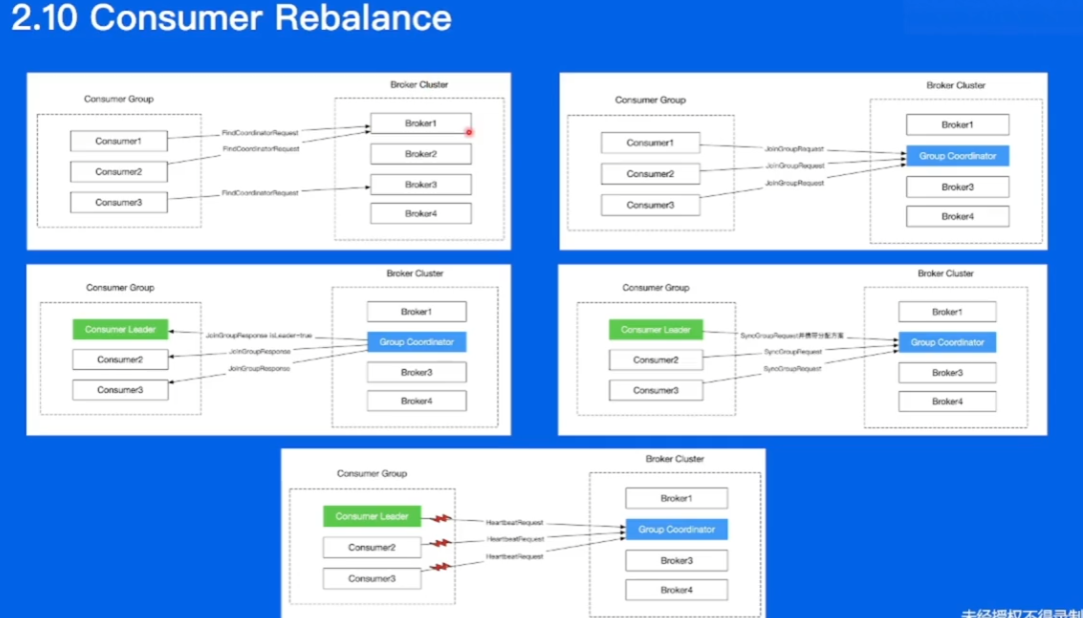 2.10 Consumer Rebalance
Consumer Group
Broker Cluster
Consumer1
Consumer2
Consumer3
FindCoordinatorRequest
FindCoordinatorRequest
FindCoordinatorRequest
Broker1
Broker2
Broker3
Broker4
Consumer Group
Broker Cluster
Consumer1
Consumer2
Consumer3
JoinGroupRequest
JoinGroupRequest
JoinGroupRequest
Broker1
Group Coordinator
Broker3
Broker4
Consumer Group
Broker Cluster
Consumer Leader
Consumer2
Consumer3
JoinGroupResponse isLeader=true
JoinGroupResponse
JoinGroupResponse
Broker1
Group Coordinator
Broker3
Broker4
Consumer Group
Broker Cluster
Consumer Leader
Consumer2
Consumer3
SyncGroupRequest并携带分配方案
SyncGroupRequest
SyncGroupRequest
Broker1
Group Coordinator
Broker3
Broker4
Consumer Group
Broker Cluster
Consumer Leader
Consumer2
Consumer3
HeartbeatRequest
HeartbeatRequest
HeartbeatRequest
Broker1
Group Coordinator
Broker3
Broker4
未经授权不得录制